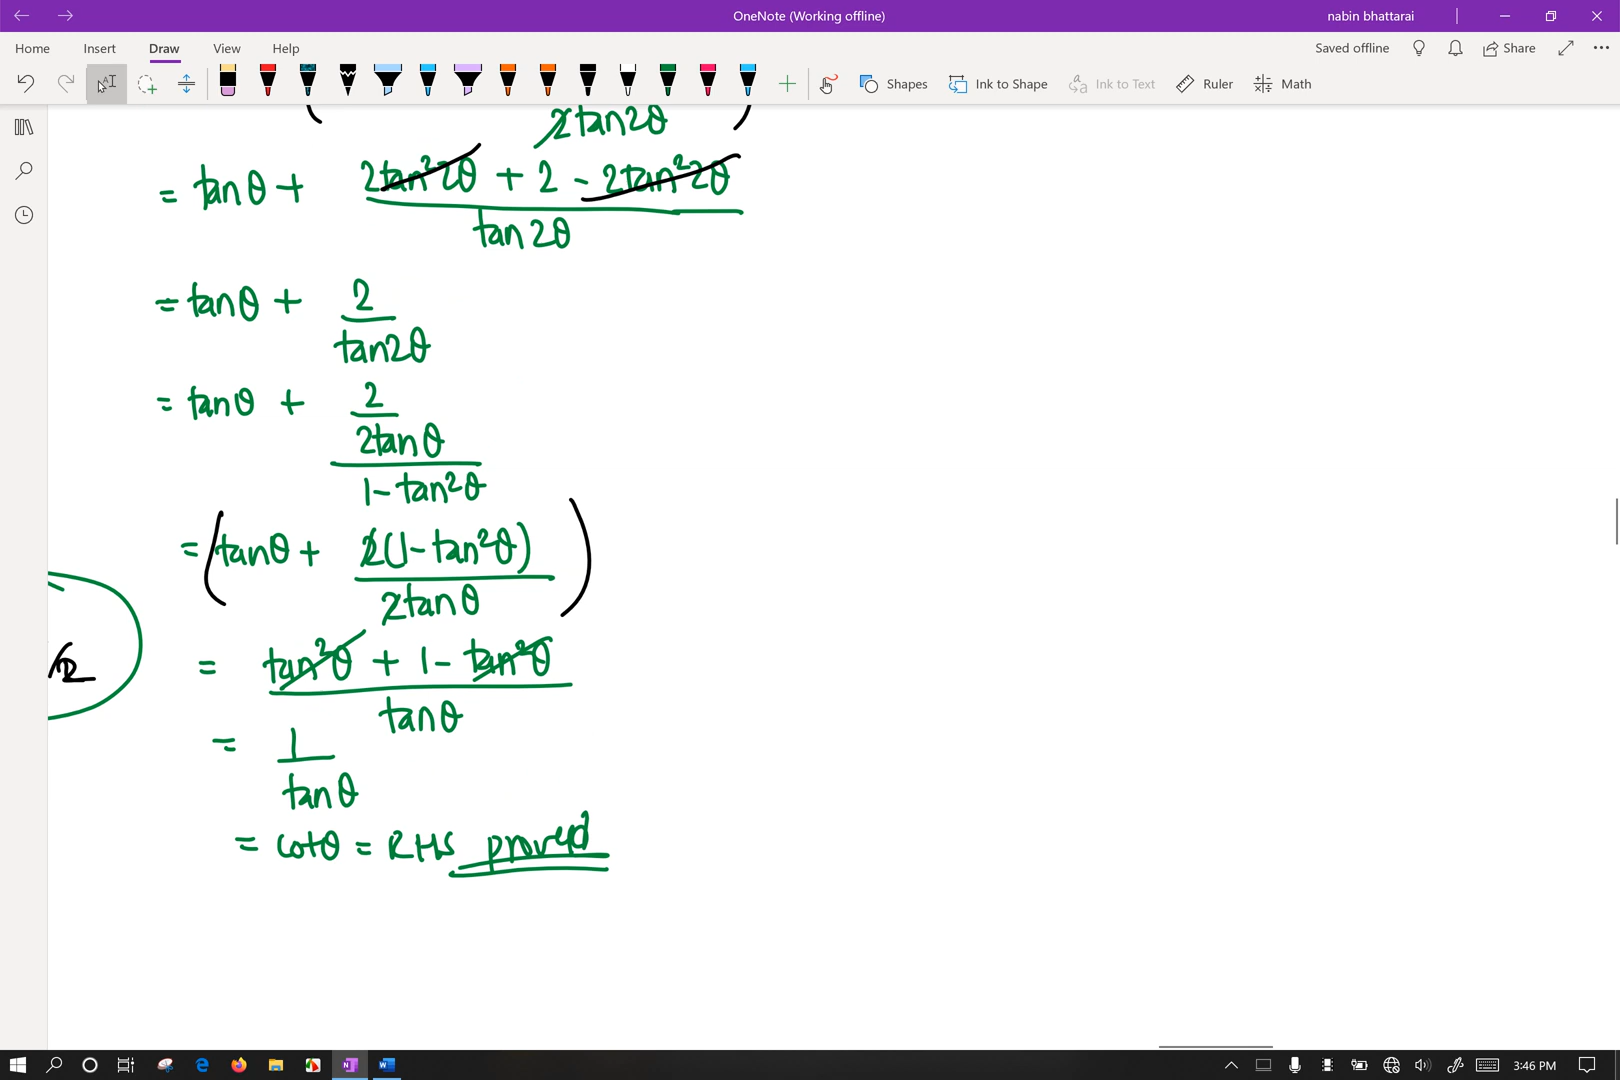 OneNote (Working offline)
nabin bhattarai
Home Insert Draw View Help
Saved offline Share
Shapes Ink to Shape Ink to Text Ruler Math
2tan2θ
= tanθ + 2tan²2θ + 2 - 2tan²2θ
tan2θ
= tanθ + 2
tan2θ
= tanθ + 2
2tanθ
1-tan²θ
= (tanθ + 2(1-tan²θ))
2tanθ
= tan²θ + 1 - tan²θ
tanθ
= 1
tanθ
= cotθ = RHS proved
3:46 PM